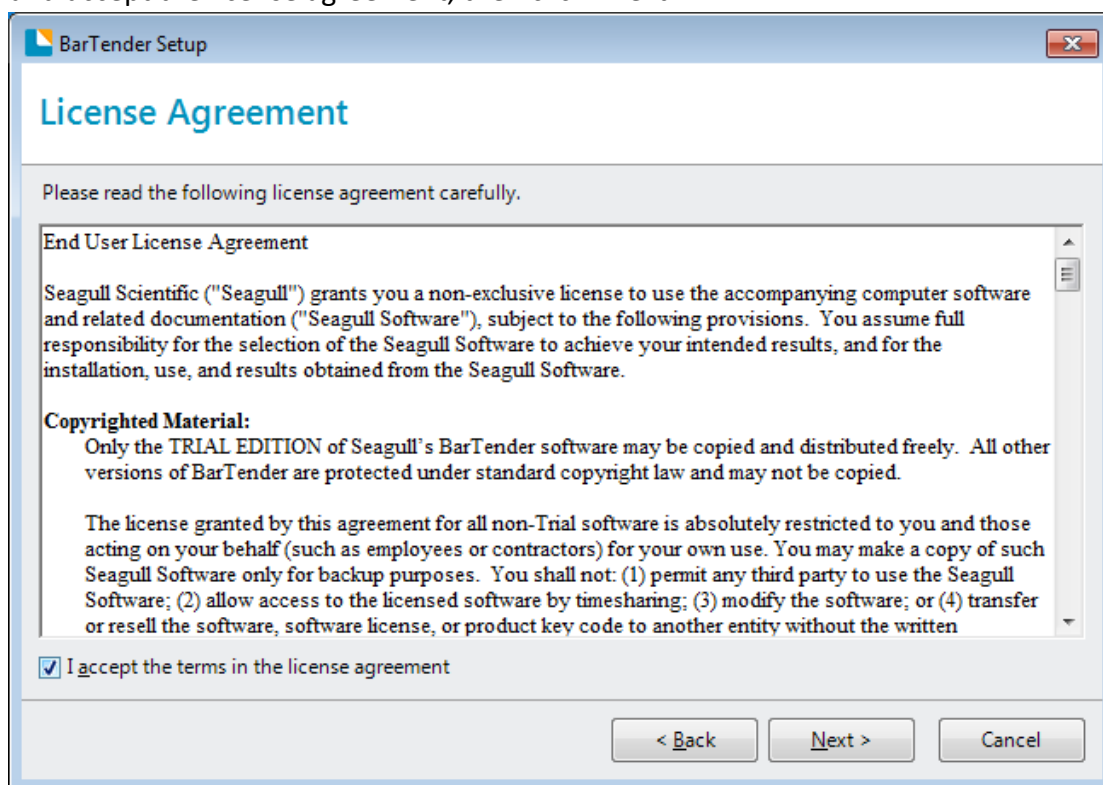 BarTender Setup
License Agreement
Please read the following license agreement carefully.
End User License Agreement
Seagull Scientific ("Seagull") grants you a non-exclusive license to use the accompanying computer software
and related documentation ("Seagull Software"), subject to the following provisions. You assume full
responsibility for the selection of the Seagull Software to achieve your intended results, and for the
installation, use, and results obtained from the Seagull Software.
Copyrighted Material:
Only the TRIAL EDITION of Seagull’s BarTender software may be copied and distributed freely. All other
versions of BarTender are protected under standard copyright law and may not be copied.
The license granted by this agreement for all non-Trial software is absolutely restricted to you and those
acting on your behalf (such as employees or contractors) for your own use. You may make a copy of such
Seagull Software only for backup purposes. You shall not: (1) permit any third party to use the Seagull
Software; (2) allow access to the licensed software by timesharing; (3) modify the software; or (4) transfer
or resell the software, software license, or product key code to another entity without the written
I accept the terms in the license agreement
< Back
Next >
Cancel